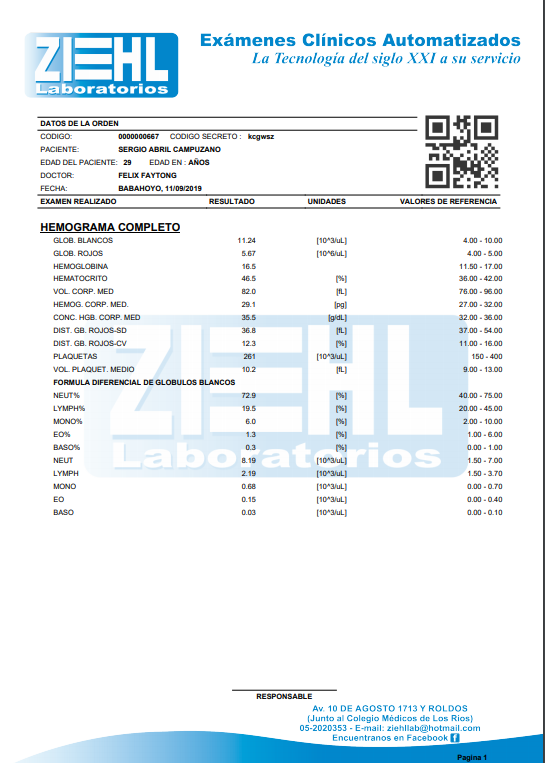 ZIEHL
Laboratorios
Exámenes Clínicos Automatizados
La Tecnología del siglo XXI a su servicio
DATOS DE LA ORDEN
CODIGO: 0000000667 CODIGO SECRETO : kcgwsz
PACIENTE: SERGIO ABRIL CAMPUZANO
EDAD DEL PACIENTE: 29 EDAD EN : AÑOS
DOCTOR: FELIX FAYTONG
FECHA: BABAHOYO, 11/09/2019
EXAMEN REALIZADO RESULTADO UNIDADES VALORES DE REFERENCIA
HEMOGRAMA COMPLETO
GLOB. BLANCOS 11.24 [10^3/uL] 4.00 - 10.00
GLOB. ROJOS 5.67 [10^6/uL] 4.00 - 5.00
HEMOGLOBINA 16.5 11.50 - 17.00
HEMATOCRITO 46.5 [%] 36.00 - 42.00
VOL. CORP. MED 82.0 [fL] 76.00 - 96.00
HEMOG. CORP. MED. 29.1 [pg] 27.00 - 32.00
CONC. HGB. CORP. MED 35.5 [g/dL] 32.00 - 36.00
DIST. GB. ROJOS-SD 36.8 [fL] 37.00 - 54.00
DIST. GB. ROJOS-CV 12.3 [%] 11.00 - 16.00
PLAQUETAS 261 [10^3/uL] 150 - 400
VOL. PLAQUET. MEDIO 10.2 [fL] 9.00 - 13.00
FORMULA DIFERENCIAL DE GLOBULOS BLANCOS
NEUT% 72.9 [%] 40.00 - 75.00
LYMPH% 19.5 [%] 20.00 - 45.00
MONO% 6.0 [%] 2.00 - 10.00
EO% 1.3 [%] 1.00 - 6.00
BASO% 0.3 [%] 0.00 - 1.00
NEUT 8.19 [10^3/uL] 1.50 - 7.00
LYMPH 2.19 [10^3/uL] 1.50 - 3.70
MONO 0.68 [10^3/uL] 0.00 - 0.70
EO 0.15 [10^3/uL] 0.00 - 0.40
BASO 0.03 [10^3/uL] 0.00 - 0.10
ZIEHL
Laboratorios
RESPONSABLE
Av. 10 DE AGOSTO 1713 Y ROLDOS
(Junto al Colegio Médicos de Los Rios)
05-2020353 - E-mail: ziehllab@hotmail.com
Encuentranos en Facebook f
Pagina 1